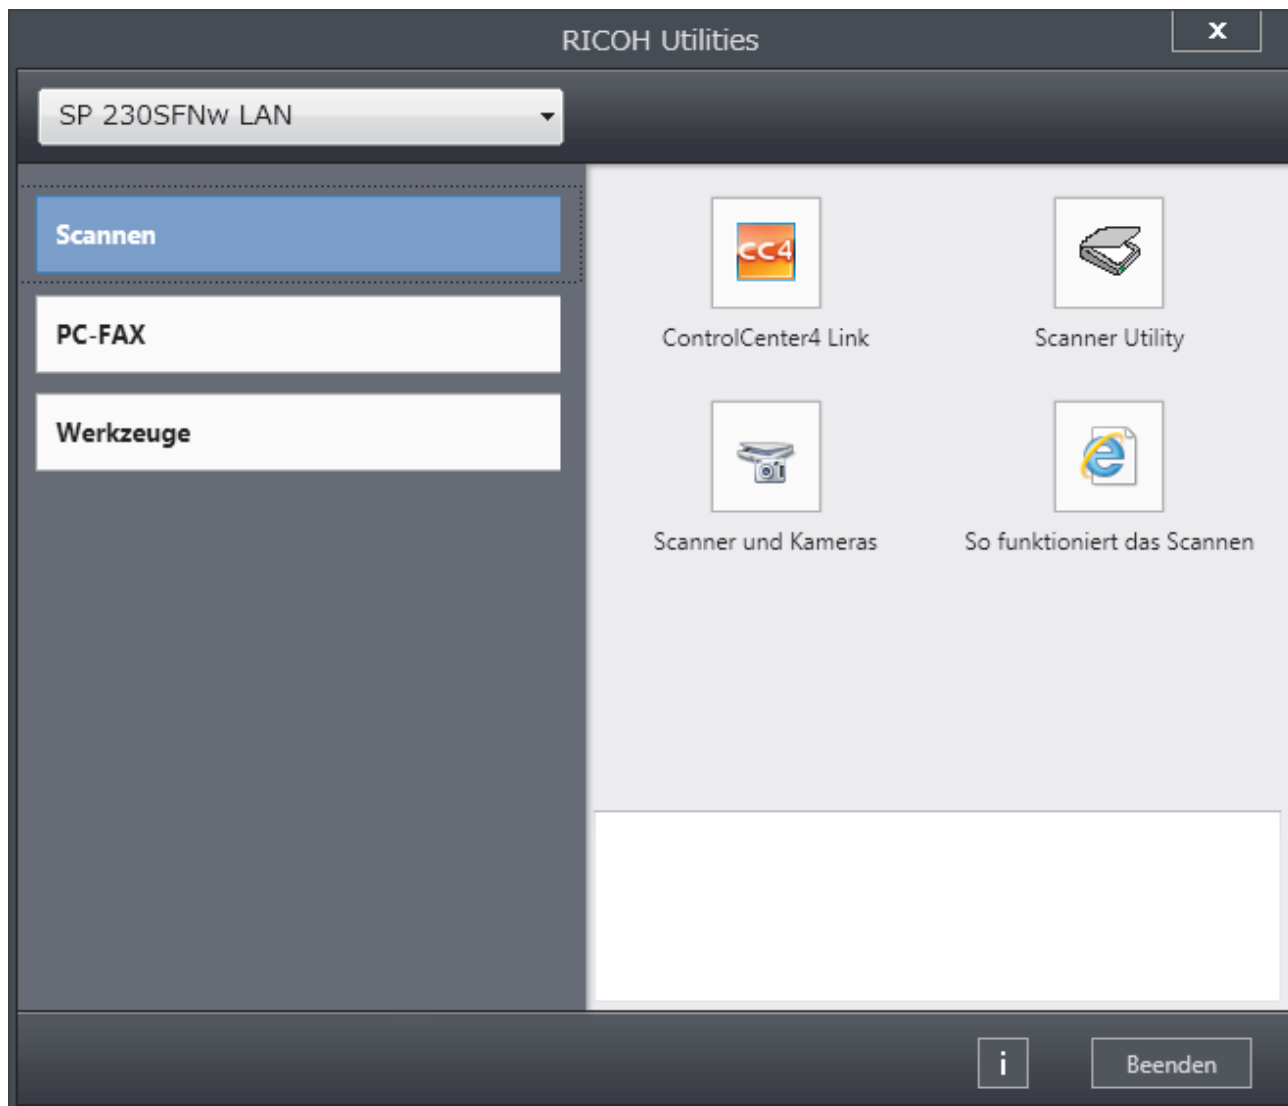 RICOH Utilities
X
SP 230SFNw LAN
Scannen
PC-FAX
Werkzeuge
CC4
ControlCenter4 Link
Scanner Utility
Scanner und Kameras
So funktioniert das Scannen
i
Beenden